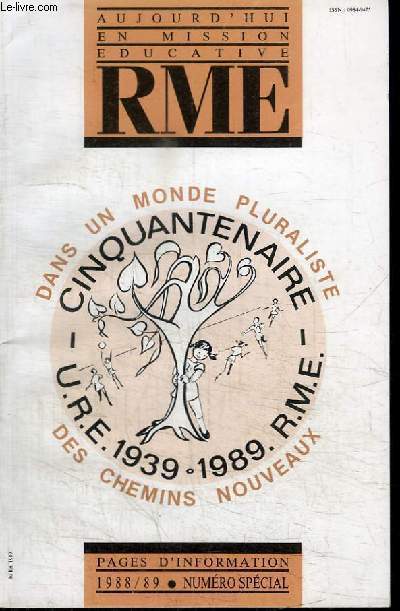 Le-livre.com
AUJOURD'HUI
EN MISSION
EDUCATIVE
RME
DANS UN MONDE PLURALISTE
— CINQUANTENAIRE —
U.R.E. 1939 • 1989. R.M.E.
DES CHEMINS NOUVEAUX
PAGES D'INFORMATION
1988/89 • NUMÉRO SPÉCIAL